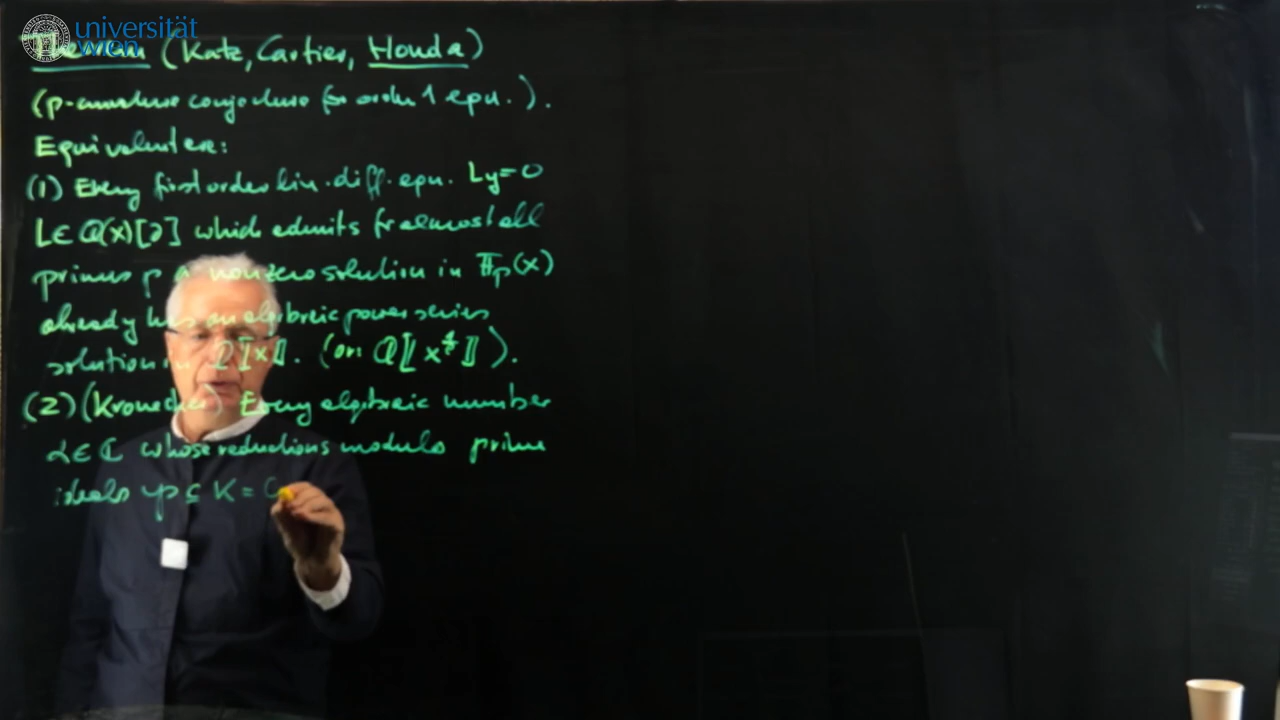 universität
wien
Theorem (Katz, Cartier, Honda)
(p-curvature conjecture for order 1 equ.).
Equivalent are:
(1) Every first order lin. diff. equ. Ly=0
L∈ Q(x)[∂] which admits for almost all
primes p a nonzero solution in 𝔽p(x)
already has an algebraic power series
solution in Q⟦x⟧. (or: Q⟦x^{1/r}⟧).
(2) (Kronecker) Every algebraic number
α∈ ℂ whose reductions modulo prime
ideals 𝔭 ⊆ K =